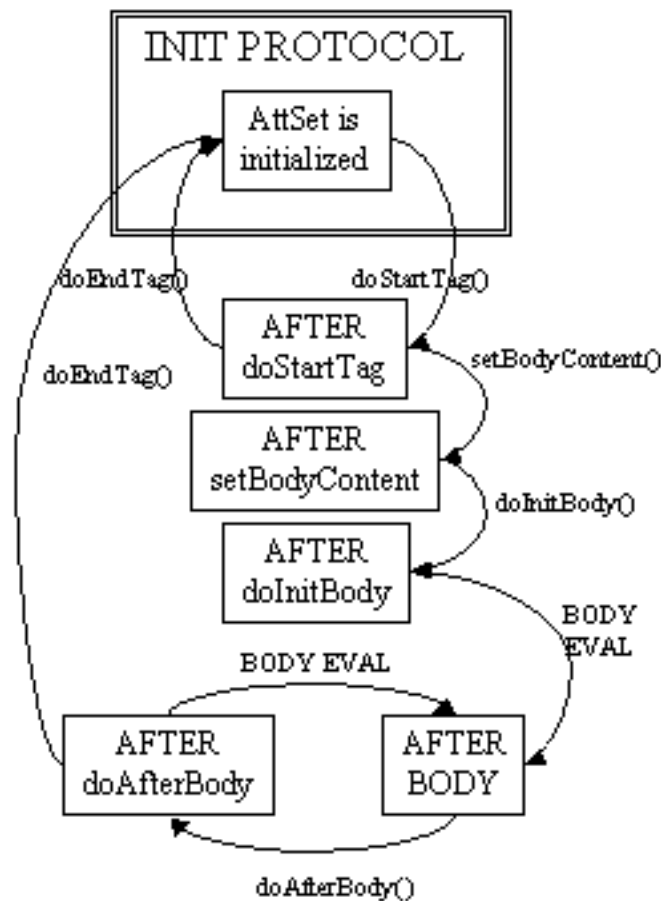 INIT PROTOCOL
AttSet is
initialized
doEndTag()
doStartTag()
AFTER
doStartTag
setBodyContent()
doEndTag()
AFTER
setBodyContent
doInitBody()
AFTER
doInitBody
BODY
EVAL
BODY EVAL
AFTER
doAfterBody
AFTER
BODY
doAfterBody()